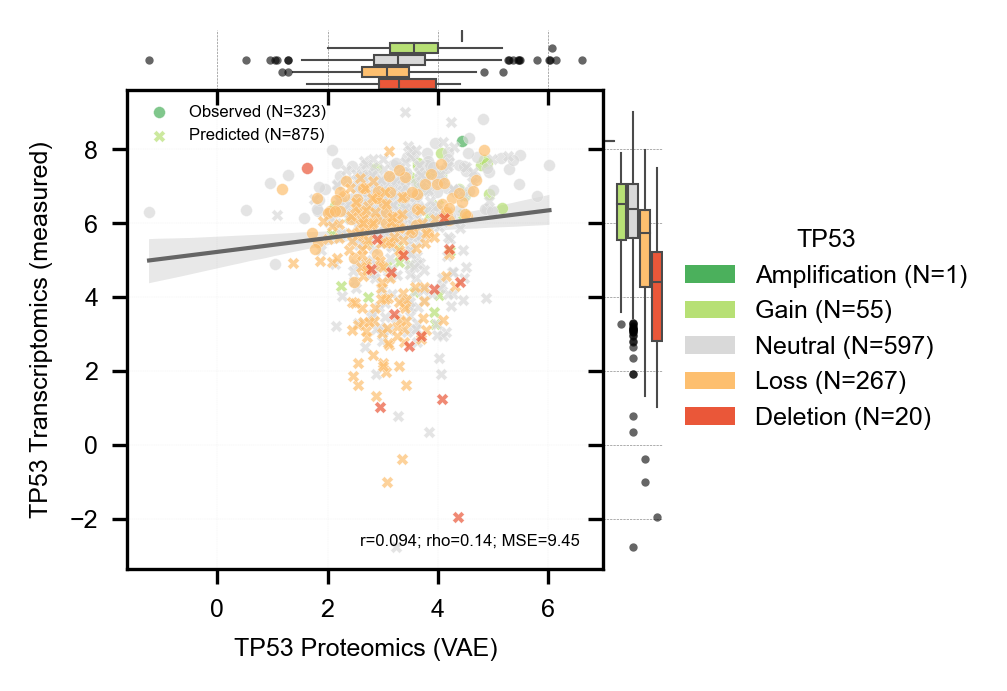 Observed (N=323)
Predicted (N=875)
TP53 Transcriptomics (measured)
8
6
4
2
0
−2
r=0.094; rho=0.14; MSE=9.45
0
2
4
6
TP53 Proteomics (VAE)
TP53
Amplification (N=1)
Gain (N=55)
Neutral (N=597)
Loss (N=267)
Deletion (N=20)